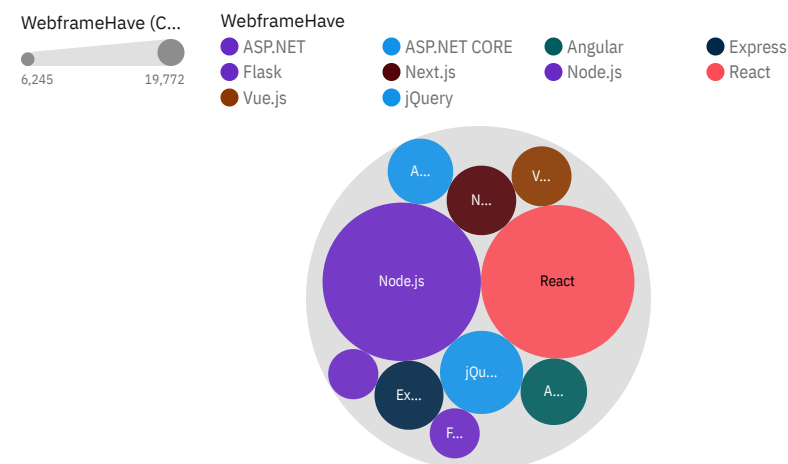 WebframeHave (C...
6,245 19,772
WebframeHave
ASP.NET ASP.NET CORE Angular Express
Flask Next.js Node.js React
Vue.js jQuery
A...
V...
N...
Node.js React
jQu...
A...
Ex...
F...